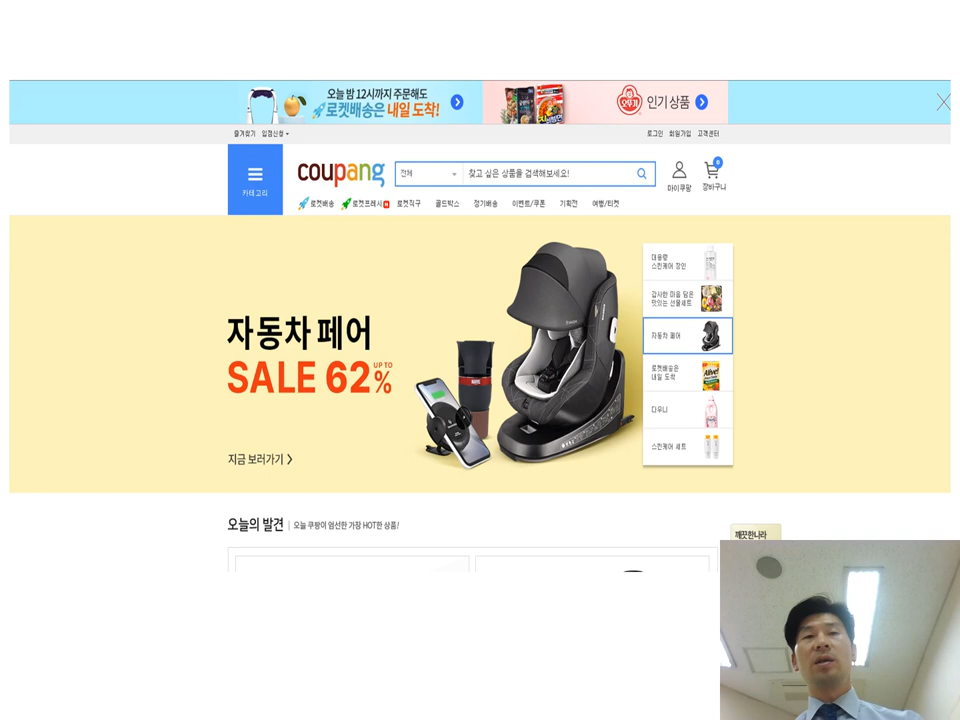 오늘 밤 12시까지 주문해도
로켓배송은 내일 도착!
오뚜기
인기상품
즐겨찾기 입점신청
로그인 회원가입 고객센터
카테고리
coupang
전체
찾고 싶은 상품을 검색해보세요!
마이쿠팡
0
장바구니
로켓배송 로켓프레시 N 로켓직구 골드박스 정기배송 이벤트/쿠폰 기획전 여행/티켓
자동차 페어
SALE 62%
UP TO
지금 보러가기
대용량
스킨케어 장인
감사한 마음 담은
맛있는 선물세트
자동차 페어
로켓배송은
내일 도착
Alive!
다우니
스킨케어 세트
오늘의 발견 | 오늘 쿠팡이 엄선한 가장 HOT한 상품!
깨끗한나라